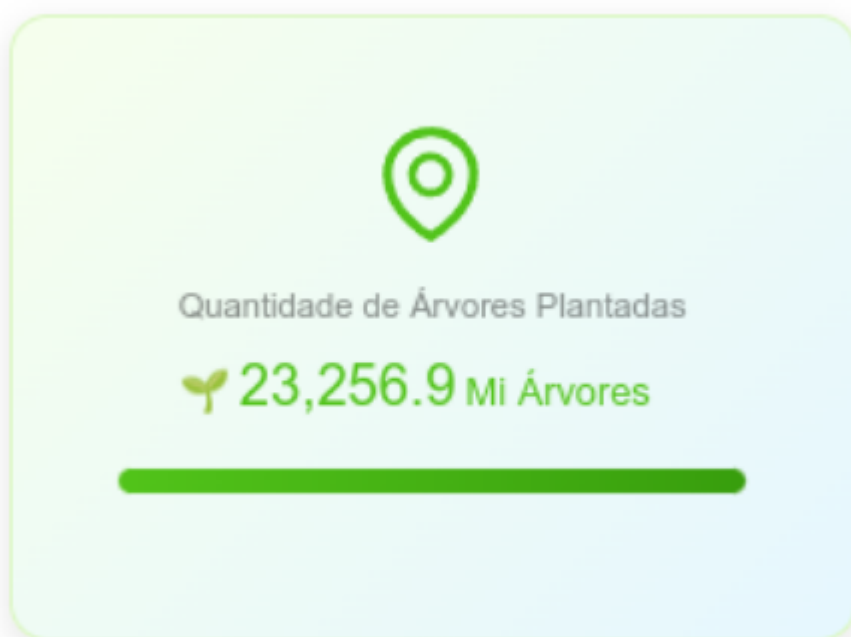 Quantidade de Árvores Plantadas
🌱 23,256.9 Mi Árvores